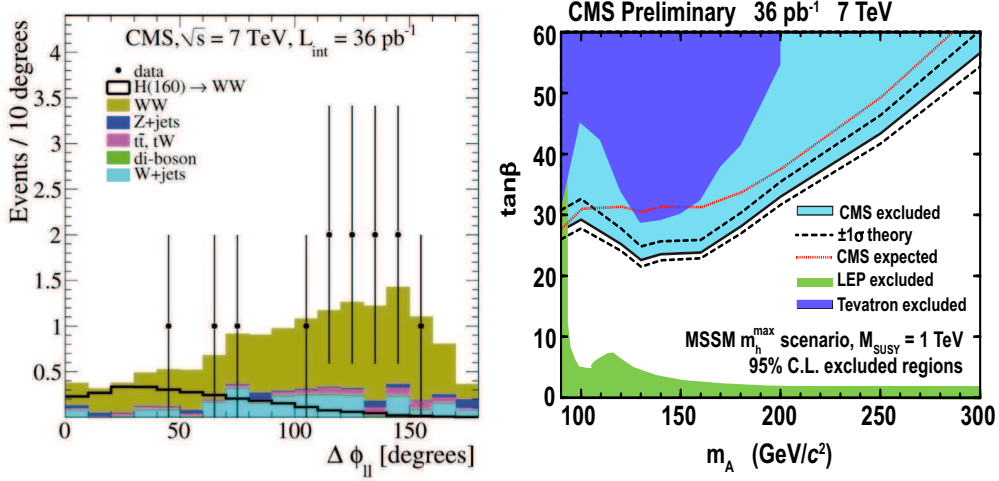 CMS,√s = 7 TeV, L_int = 36 pb⁻¹
data
H(160) → WW
WW
Z+jets
tt̄, tW
di-boson
W+jets
Events / 10 degrees
4
3.5
3
2.5
2
1.5
1
0.5
0
50
100
150
Δ ϕ_ll [degrees]
CMS Preliminary 36 pb⁻¹ 7 TeV
60
50
40
30
20
10
0
tanβ
CMS excluded
±1σ theory
CMS expected
LEP excluded
Tevatron excluded
MSSM m_h^max scenario, M_SUSY = 1 TeV
95% C.L. excluded regions
100
150
200
250
300
m_A (GeV/c²)